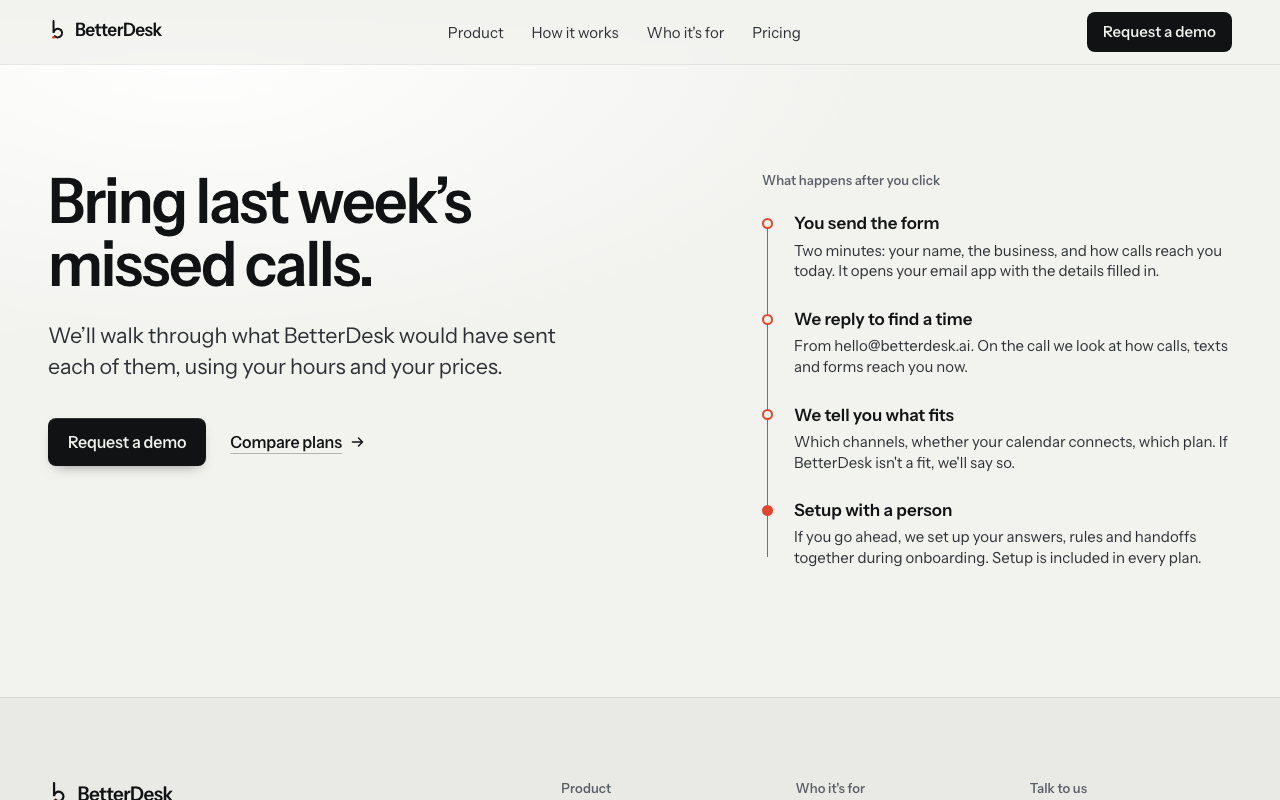 BetterDesk
Product
How it works
Who it's for
Pricing
Request a demo
Bring last week’s
missed calls.
We’ll walk through what BetterDesk would have sent
each of them, using your hours and your prices.
Request a demo
Compare plans →
What happens after you click
You send the form
Two minutes: your name, the business, and how calls reach you
today. It opens your email app with the details filled in.
We reply to find a time
From hello@betterdesk.ai. On the call we look at how calls, texts
and forms reach you now.
We tell you what fits
Which channels, whether your calendar connects, which plan. If
BetterDesk isn't a fit, we'll say so.
Setup with a person
If you go ahead, we set up your answers, rules and handoffs
together during onboarding. Setup is included in every plan.
BetterDesk
Product
Who it's for
Talk to us